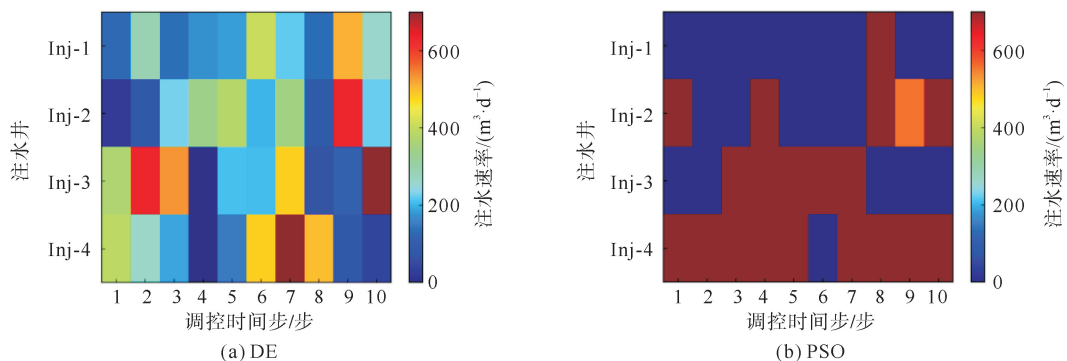 Inj-1
Inj-2
Inj-3
Inj-4
注水井
1 2 3 4 5 6 7 8 9 10
调控时间步/步
600
400
200
0
注水速率/(m³·d⁻¹)
(a) DE
Inj-1
Inj-2
Inj-3
Inj-4
注水井
1 2 3 4 5 6 7 8 9 10
调控时间步/步
600
400
200
0
注水速率/(m³·d⁻¹)
(b) PSO